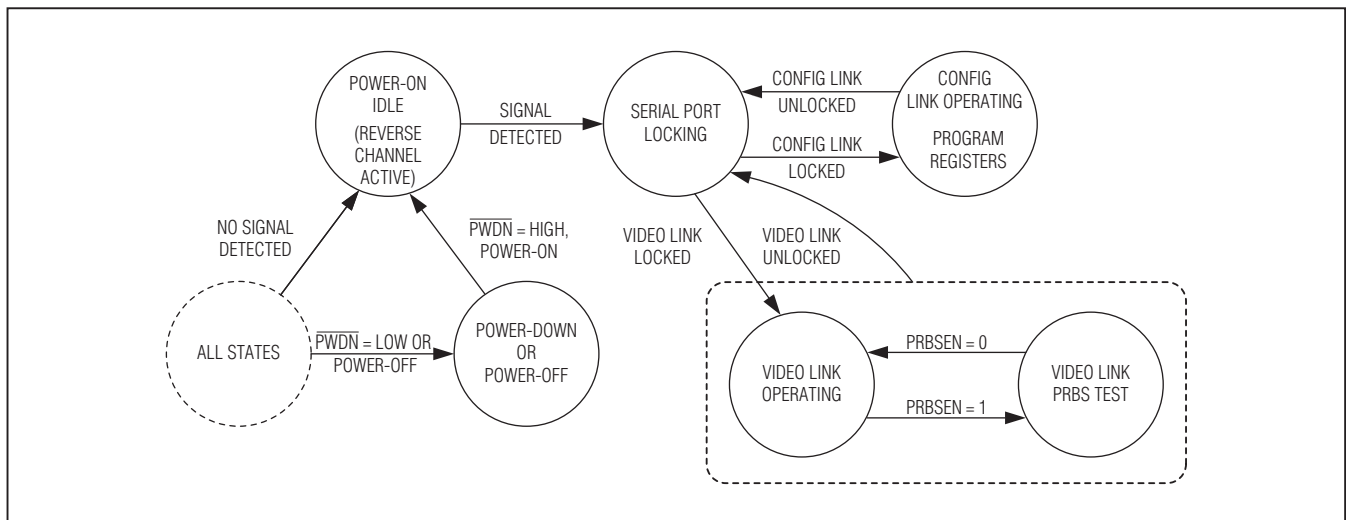 POWER-ON
IDLE
(REVERSE
CHANNEL
ACTIVE)
SIGNAL
DETECTED
SERIAL PORT
LOCKING
CONFIG LINK
UNLOCKED
CONFIG LINK
LOCKED
CONFIG
LINK OPERATING
PROGRAM
REGISTERS
NO SIGNAL
DETECTED
P̅W̅D̅N̅ = HIGH,
POWER-ON
VIDEO LINK
LOCKED
VIDEO LINK
UNLOCKED
ALL STATES
P̅W̅D̅N̅ = LOW OR
POWER-OFF
POWER-DOWN
OR
POWER-OFF
VIDEO LINK
OPERATING
PRBSEN = 0
PRBSEN = 1
VIDEO LINK
PRBS TEST